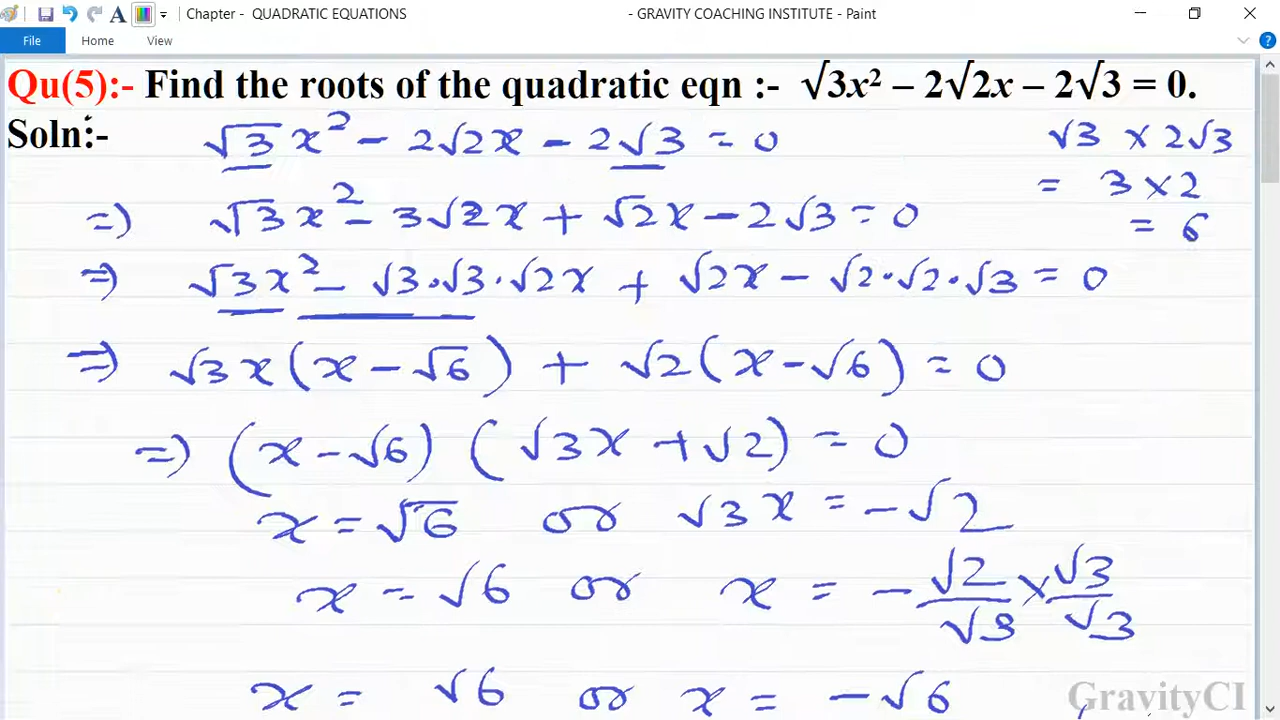 Chapter - QUADRATIC EQUATIONS - GRAVITY COACHING INSTITUTE - Paint
File Home View
Qu(5):- Find the roots of the quadratic eqn :- √3x² – 2√2x – 2√3 = 0.
Soln:- √3x² - 2√2x - 2√3 = 0
√3 × 2√3
= 3×2
= 6
=) √3x² - 3√2x + √2x - 2√3 = 0
=) √3x² - √3·√3·√2x + √2x - √2·√2·√3 = 0
=) √3x(x-√6) + √2(x-√6) = 0
=) (x-√6) (√3x+√2) = 0
x = √6 or √3x = -√2
x = √6 or x = -√2/√3 × √3/√3
x = √6 or x = -√6
GravityCI